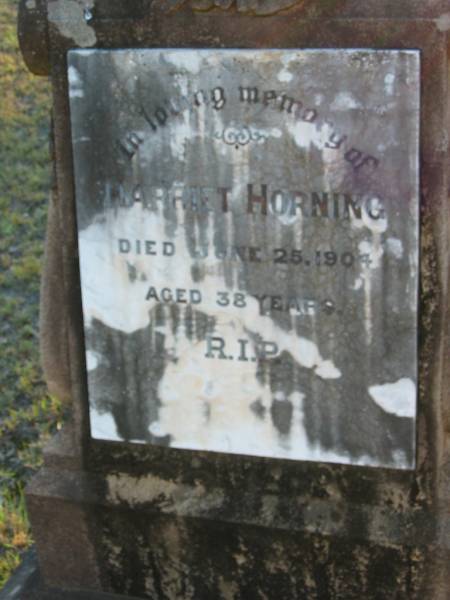 In loving memory of
HARRIET HORNING
DIED JUNE 25, 1904
AGED 38 YEARS.
R.I.P.